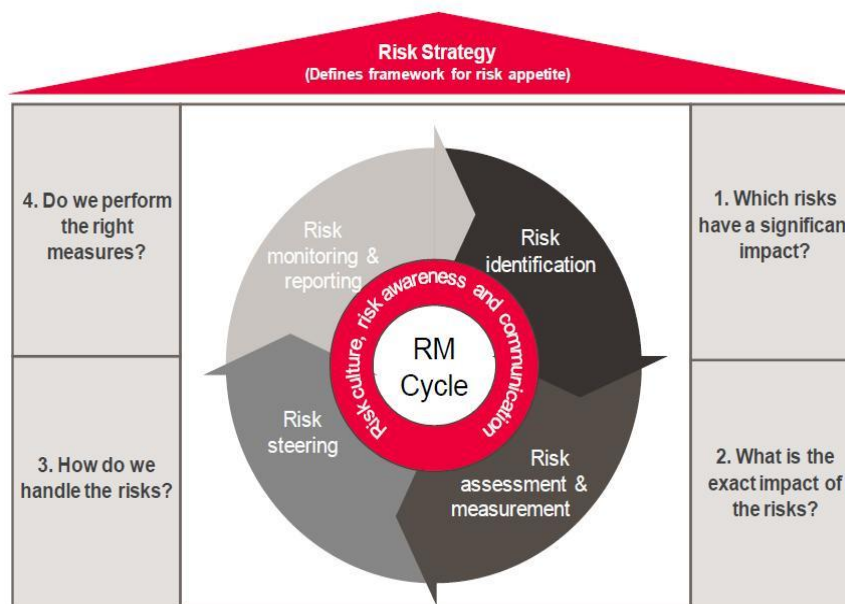 Risk Strategy
(Defines framework for risk appetite)
4. Do we perform
the right
measures?
1. Which risks
have a significan
impact?
Risk
monitoring &
reporting
Risk
identification
Risk culture, risk awareness and communication
RM
Cycle
Risk
steering
Risk
assessment &
measurement
3. How do we
handle the risks?
2. What is the
exact impact of
the risks?